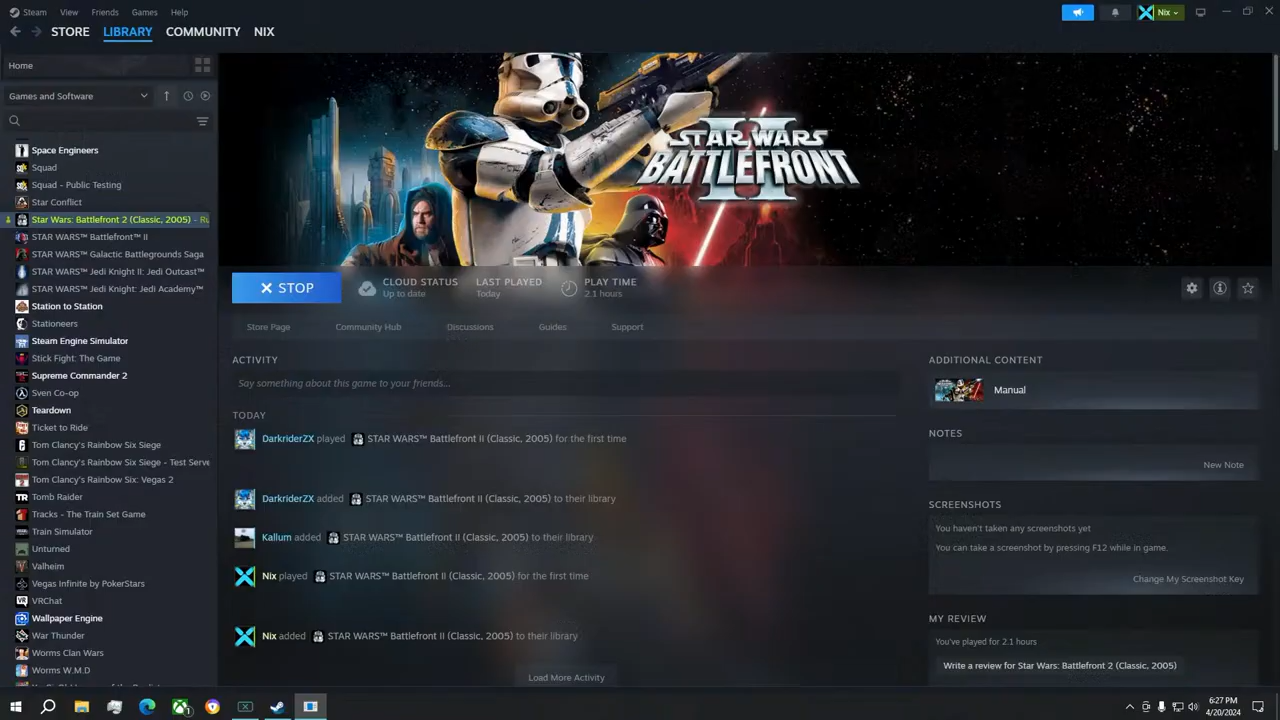 Steam View Friends Games Help Nix
STORE LIBRARY COMMUNITY NIX
Home
Games and Software
Space Engineers
Squad
Squad - Public Testing
Star Conflict
Star Wars: Battlefront 2 (Classic, 2005) - Ru
STAR WARS™ Battlefront™ II
STAR WARS™ Galactic Battlegrounds Saga
STAR WARS™ Jedi Knight II: Jedi Outcast™
STAR WARS™ Jedi Knight: Jedi Academy™
Station to Station
Stationeers
Steam Engine Simulator
Stick Fight: The Game
Supreme Commander 2
Sven Co-op
Teardown
Ticket to Ride
Tom Clancy's Rainbow Six Siege
Tom Clancy's Rainbow Six Siege - Test Serve
Tom Clancy's Rainbow Six: Vegas 2
Tomb Raider
Tracks - The Train Set Game
Train Simulator
Unturned
Valheim
Vegas Infinite by PokerStars
VRChat
Wallpaper Engine
War Thunder
Worms Clan Wars
Worms W.M.D
STAR WARS
II
BATTLEFRONT
STOP
CLOUD STATUS
Up to date
LAST PLAYED
Today
PLAY TIME
2.1 hours
Store Page Community Hub Discussions Guides Support
ACTIVITY
Say something about this game to your friends...
TODAY
DarkriderZX played STAR WARS™ Battlefront II (Classic, 2005) for the first time
DarkriderZX added STAR WARS™ Battlefront II (Classic, 2005) to their library
Kallum added STAR WARS™ Battlefront II (Classic, 2005) to their library
Nix played STAR WARS™ Battlefront II (Classic, 2005) for the first time
Nix added STAR WARS™ Battlefront II (Classic, 2005) to their library
Load More Activity
ADDITIONAL CONTENT
Manual
NOTES
New Note
SCREENSHOTS
You haven't taken any screenshots yet
You can take a screenshot by pressing F12 while in game.
Change My Screenshot Key
MY REVIEW
You've played for 2.1 hours
Write a review for Star Wars: Battlefront 2 (Classic, 2005)
6:27 PM
4/20/2024